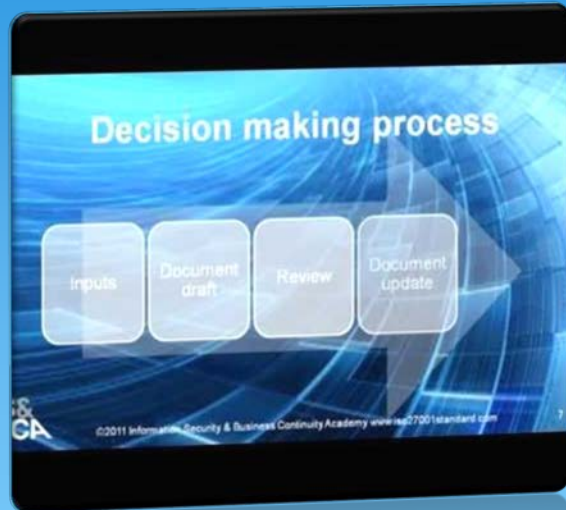 Decision making process
Inputs
Document
draft
Review
Document
update
&
CA
©2011 Information Security & Business Continuity Academy www.iso27001standard.com
7